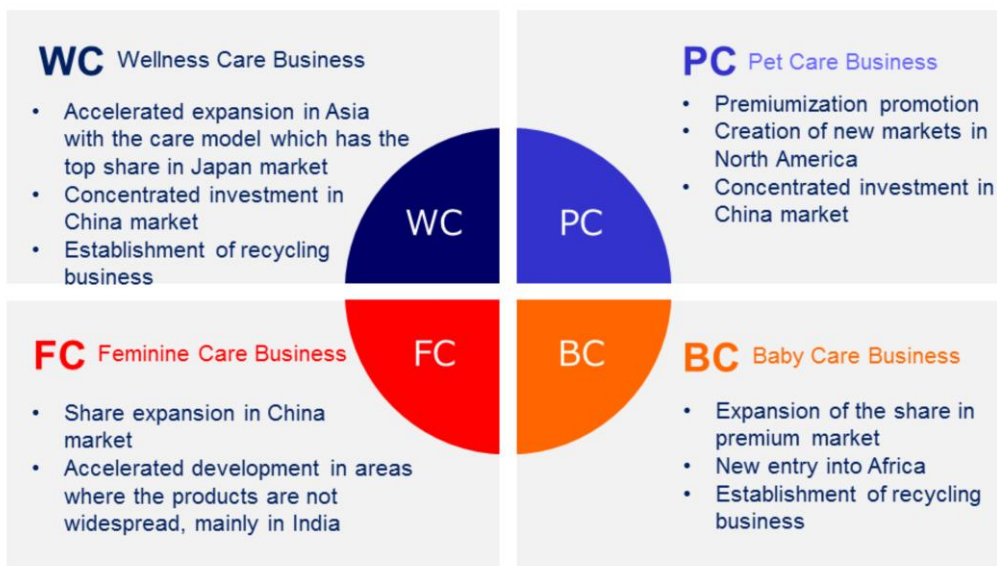 WC Wellness Care Business
• Accelerated expansion in Asia
with the care model which has the
top share in Japan market
• Concentrated investment in
China market
• Establishment of recycling
business
WC
PC Pet Care Business
• Premiumization promotion
• Creation of new markets in
North America
• Concentrated investment in
China market
PC
FC Feminine Care Business
• Share expansion in China
market
• Accelerated development in areas
where the products are not
widespread, mainly in India
FC
BC Baby Care Business
• Expansion of the share in
premium market
• New entry into Africa
• Establishment of recycling
business
BC